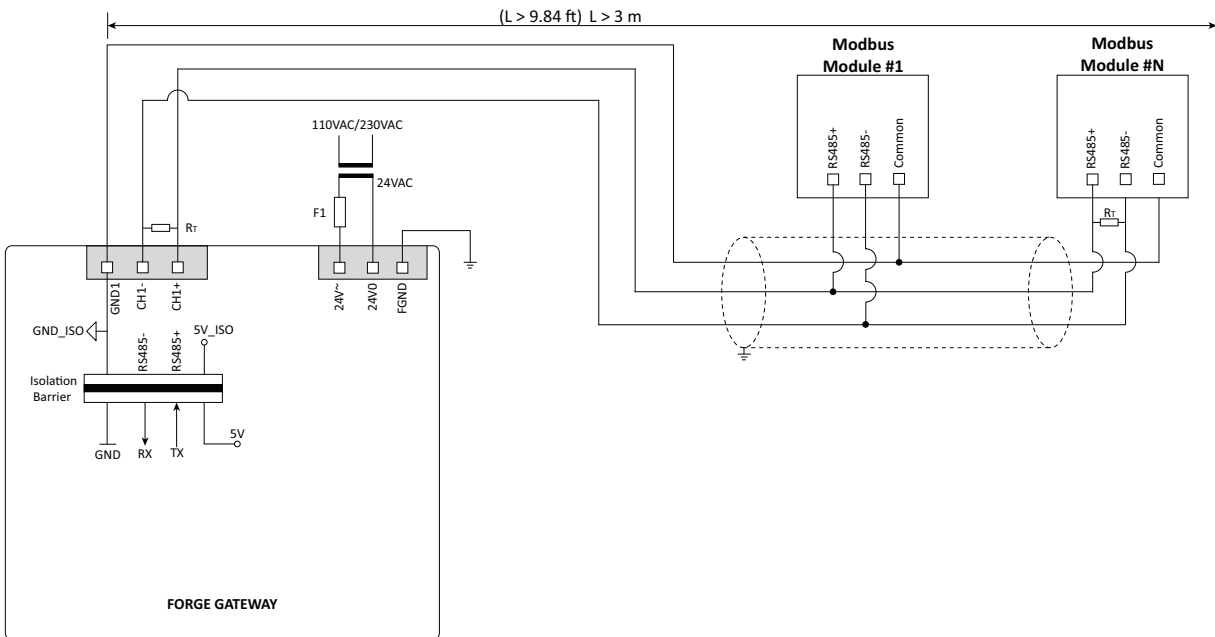 (L > 9.84 ft) L > 3 m
Modbus
Module #1
Modbus
Module #N
RS485+
RS485-
Common
RS485+
RS485-
Common
RT
110VAC/230VAC
24VAC
F1
RT
GND1
CH1-
CH1+
24V~
24V0
FGND
GND_ISO
RS485-
RS485+
5V_ISO
Isolation
Barrier
GND
RX
TX
5V
FORGE GATEWAY